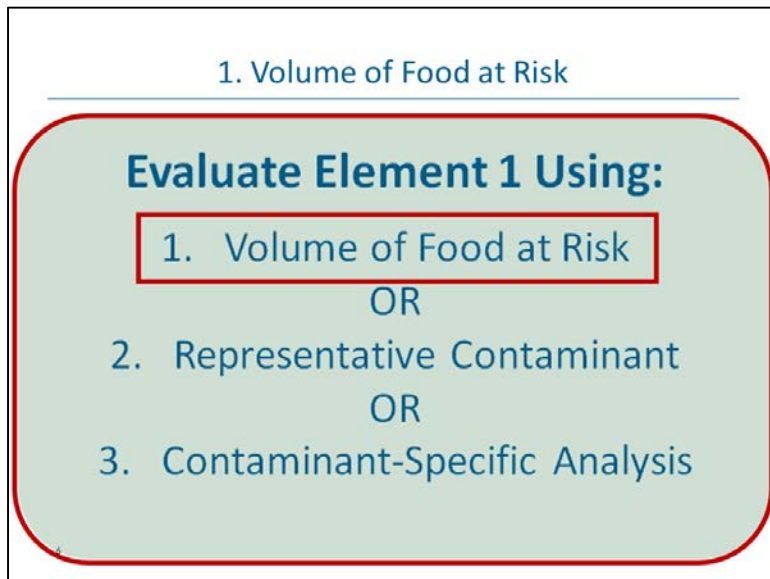 1. Volume of Food at Risk
Evaluate Element 1 Using:
1. Volume of Food at Risk
OR
2. Representative Contaminant
OR
3. Contaminant-Specific Analysis